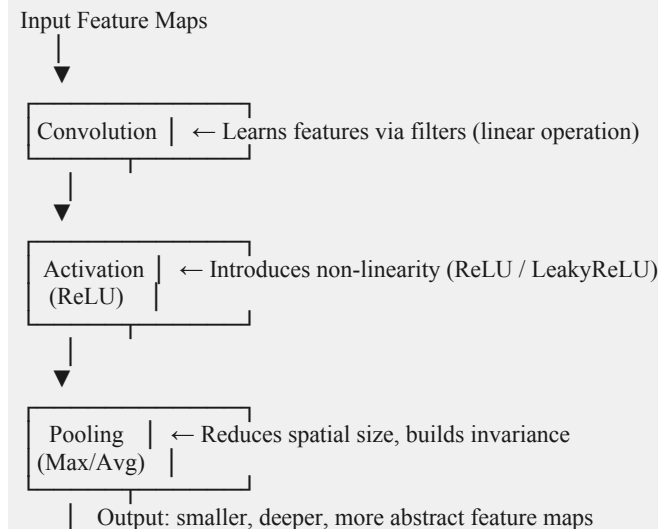 Input Feature Maps
│
▼
┌──────────────┐
Convolution │ ← Learns features via filters (linear operation)
└──────┬───────┘
│
▼
┌──────────────┐
Activation │ ← Introduces non-linearity (ReLU / LeakyReLU)
(ReLU) │
└──────┬───────┘
│
▼
┌──────────────┐
Pooling │ ← Reduces spatial size, builds invariance
(Max/Avg) │
└──────┬───────┘
│ Output: smaller, deeper, more abstract feature maps